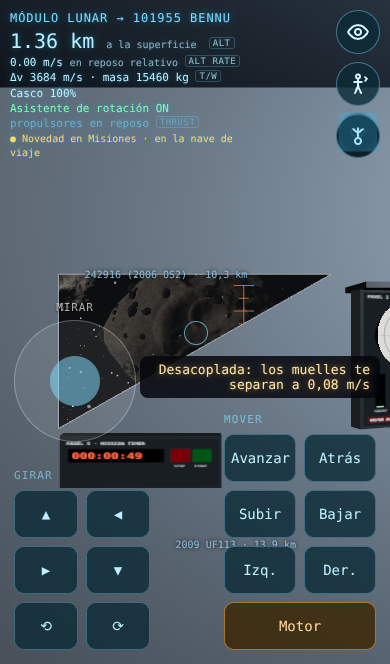 MÓDULO LUNAR → 101955 BENNU
1.36 km a la superficie ALT
0.00 m/s en reposo relativo ALT RATE
Δv 3684 m/s · masa 15460 kg T/W
Casco 100%
Asistente de rotación ON
propulsores en reposo THRUST
● Novedad en Misiones · en la nave de
viaje
242916 (2006 OS2) · 10,3 km
MIRAR
Desacoplada: los muelles te
separan a 0,08 m/s
MOVER
000:00:49
GIRAR
Avanzar Atrás
▲ ◄ Subir Bajar
2009 UF113 · 13,9 km
► ▼ Izq. Der.
⟲ ⟳ Motor